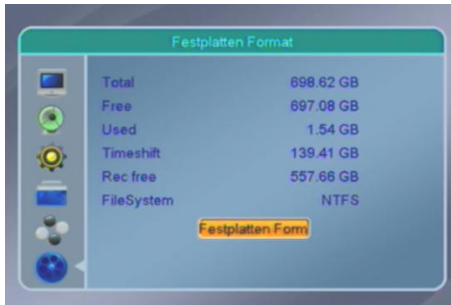 Festplatten Format
Total 698.62 GB
Free 697.08 GB
Used 1.54 GB
Timeshift 139.41 GB
Rec free 557.66 GB
FileSystem NTFS
Festplatten Form